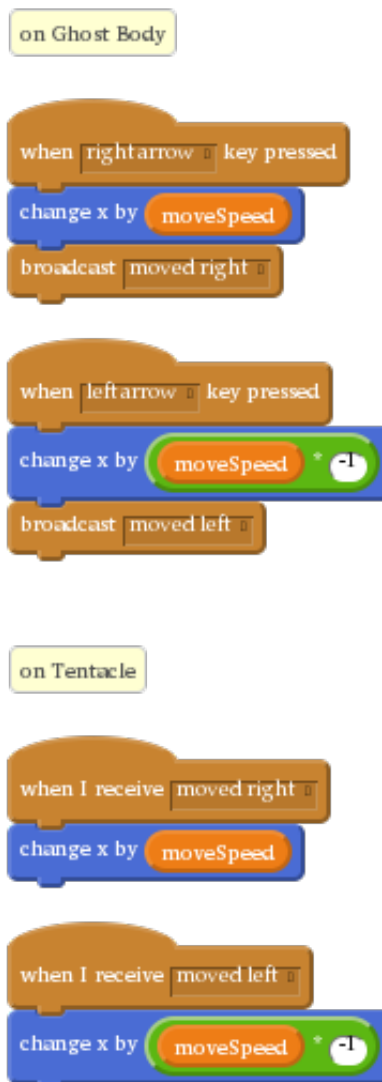 on Ghost Body
when right arrow key pressed
change x by moveSpeed
broadcast moved right
when left arrow key pressed
change x by moveSpeed * -1
broadcast moved left
on Tentacle
when I receive moved right
change x by moveSpeed
when I receive moved left
change x by moveSpeed * -1